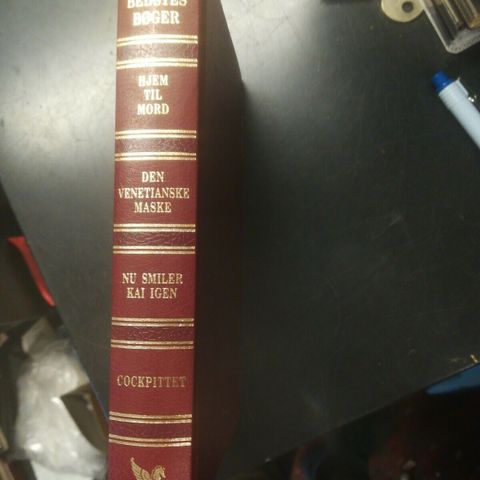 BEDSTES
BØGER
HJEM
TIL
MORD
DEN
VENETIANSKE
MASKE
NU SMILER
KAI IGEN
COCKPITTET